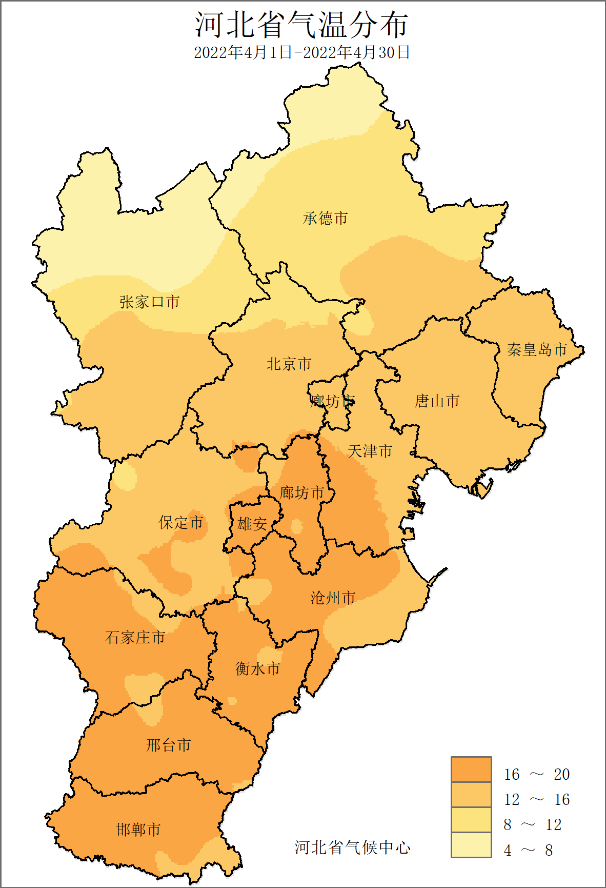 河北省气温分布
2022年4月1日-2022年4月30日
承德市
张家口市
秦皇岛市
北京市
廊坊市
唐山市
天津市
廊坊市
保定市
雄安
沧州市
石家庄市
衡水市
邢台市
邯郸市
16 ～ 20
12 ～ 16
8 ～ 12
4 ～ 8
河北省气候中心